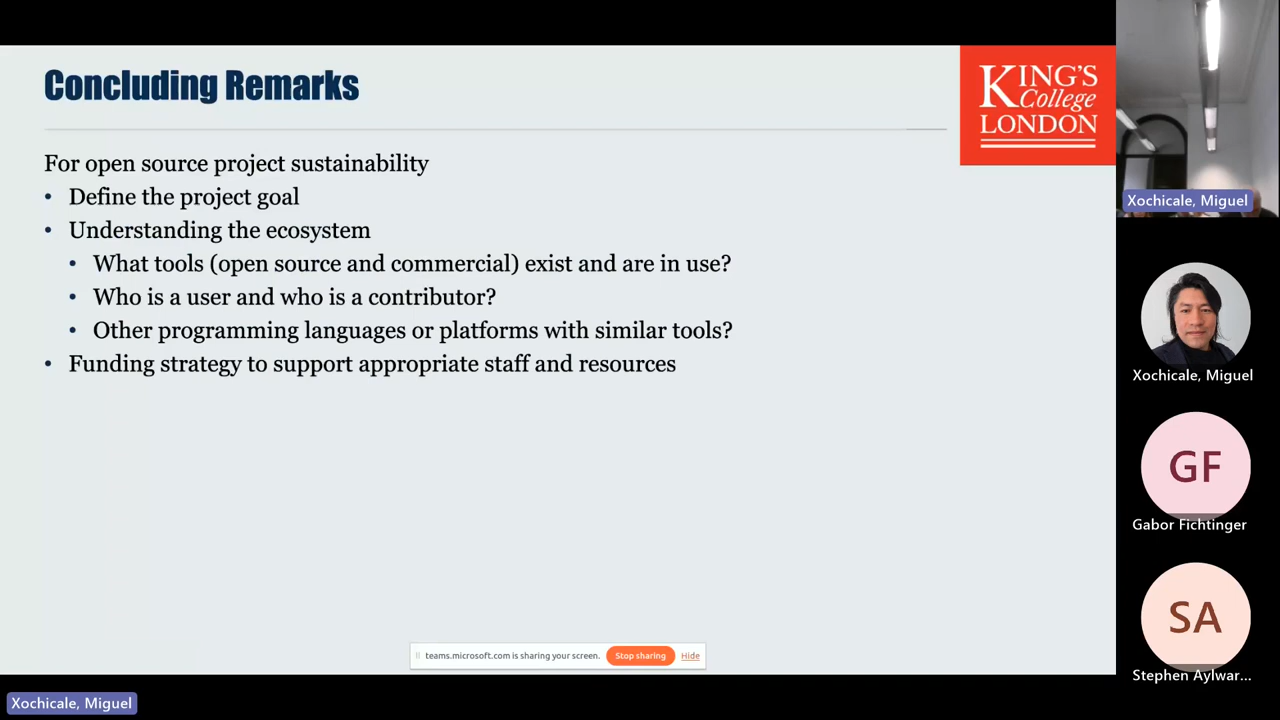 Concluding Remarks
KING'S
College
LONDON
For open source project sustainability
• Define the project goal
• Understanding the ecosystem
• What tools (open source and commercial) exist and are in use?
• Who is a user and who is a contributor?
• Other programming languages or platforms with similar tools?
• Funding strategy to support appropriate staff and resources
teams.microsoft.com is sharing your screen.
Stop sharing
Hide
Xochicale, Miguel
Xochicale, Miguel
GF
Gabor Fichtinger
SA
Stephen Aylwar...
Xochicale, Miguel